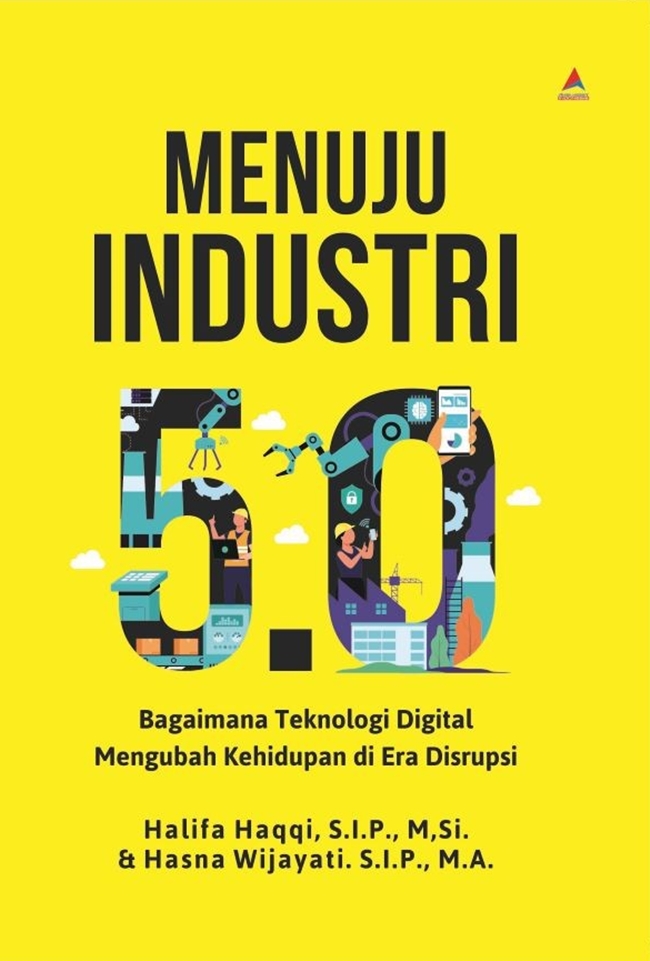 MENUJU
INDUSTRI
5.0
Bagaimana Teknologi Digital
Mengubah Kehidupan di Era Disrupsi
Halifa Haqqi, S.I.P., M,Si.
& Hasna Wijayati. S.I.P., M.A.